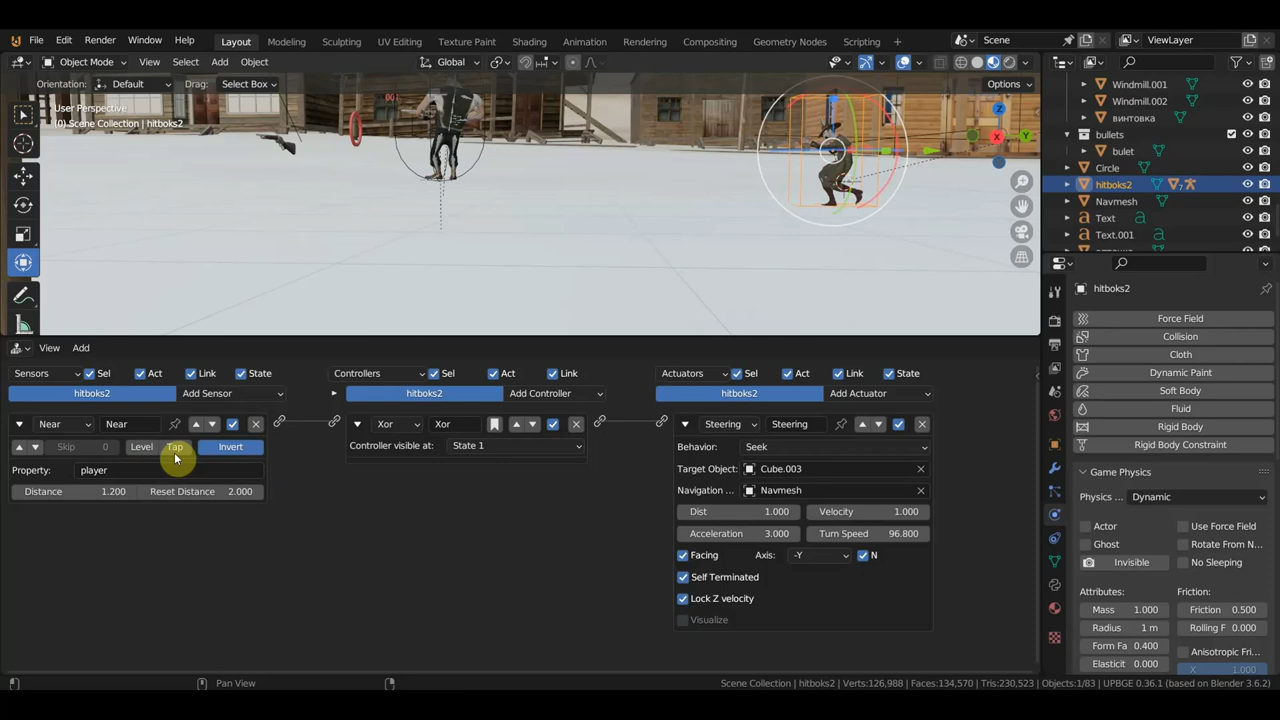 File Edit Render Window Help Layout Modeling Sculpting UV Editing Texture Paint Shading Animation Rendering Compositing Geometry Nodes Scripting + Scene ViewLayer
Object Mode View Select Add Object Global
Orientation: Default Drag: Select Box Options
User Perspective
(0) Scene Collection | hitboks2
Z
X
Y
Windmill.001
Windmill.002
винтовка
bullets
bulet
Circle
hitboks2
7
Navmesh
Text
Text.001
hitboks2
Force Field
Collision
Cloth
Dynamic Paint
Soft Body
Fluid
Rigid Body
Rigid Body Constraint
Game Physics
Physics ... Dynamic
Actor Use Force Field
Ghost Rotate From N...
Invisible No Sleeping
Attributes: Friction:
Mass 1.000 Friction 0.500
Radius 1 m Rolling F 0.000
Form Fa 0.400 Anisotropic Fri...
Elasticit 0.000 X 1.000
View Add
Sensors Sel Act Link State Controllers Sel Act Link Actuators Sel Act Link State
hitboks2 Add Sensor hitboks2 Add Controller hitboks2 Add Actuator
Near Near Xor Xor Steering Steering
Skip 0 Level Tap Invert Controller visible at: State 1 Behavior: Seek
Property: player Target Object: Cube.003
Distance 1.200 Reset Distance 2.000 Navigation ... Navmesh
Dist 1.000 Velocity 1.000
Acceleration 3.000 Turn Speed 96.800
Facing Axis: -Y N
Self Terminated
Lock Z velocity
Visualize
Pan View Scene Collection | hitboks2 | Verts:126,988 | Faces:134,570 | Tris:230,523 | Objects:1/83 | UPBGE 0.36.1 (based on Blender 3.6.2)